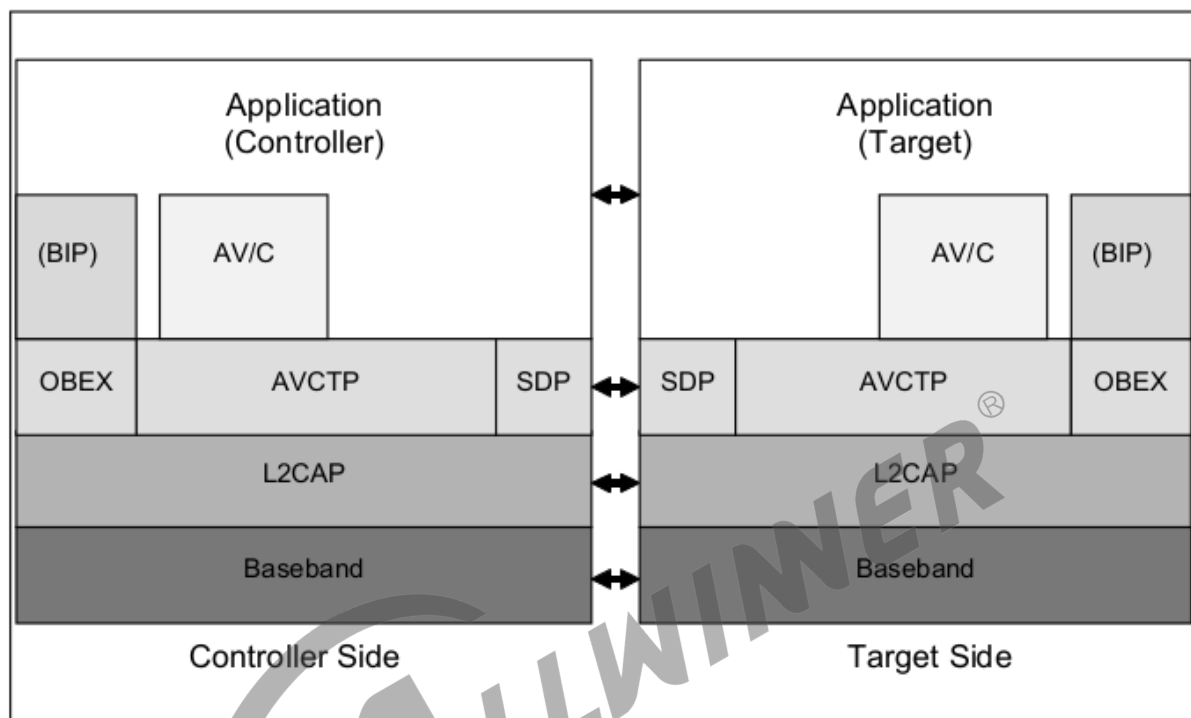 Application
(Controller)
Application
(Target)
(BIP)
AV/C
AV/C
(BIP)
OBEX
AVCTP
SDP
SDP
AVCTP
OBEX
L2CAP
L2CAP
Baseband
Baseband
Controller Side
Target Side
ALLWINNER®